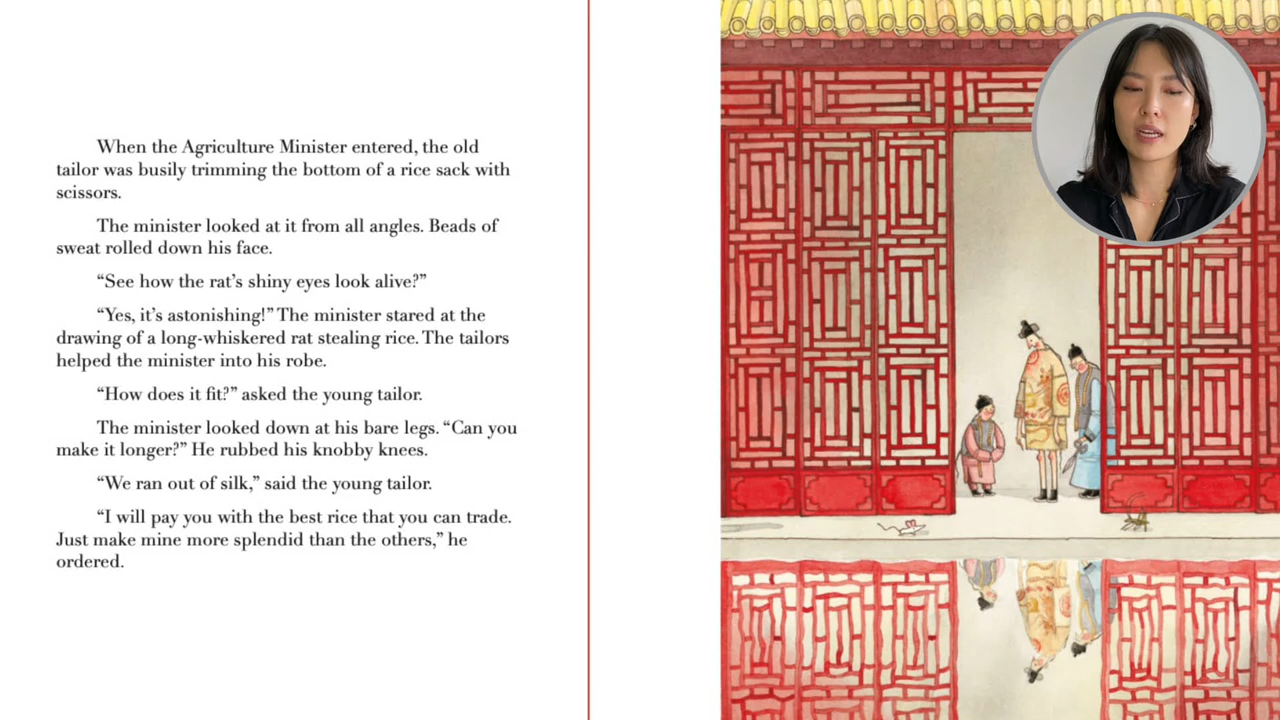 When the Agriculture Minister entered, the old
tailor was busily trimming the bottom of a rice sack with
scissors.
The minister looked at it from all angles. Beads of
sweat rolled down his face.
“See how the rat’s shiny eyes look alive?”
“Yes, it’s astonishing!” The minister stared at the
drawing of a long-whiskered rat stealing rice. The tailors
helped the minister into his robe.
“How does it fit?” asked the young tailor.
The minister looked down at his bare legs. “Can you
make it longer?” He rubbed his knobby knees.
“We ran out of silk,” said the young tailor.
“I will pay you with the best rice that you can trade.
Just make mine more splendid than the others,” he
ordered.